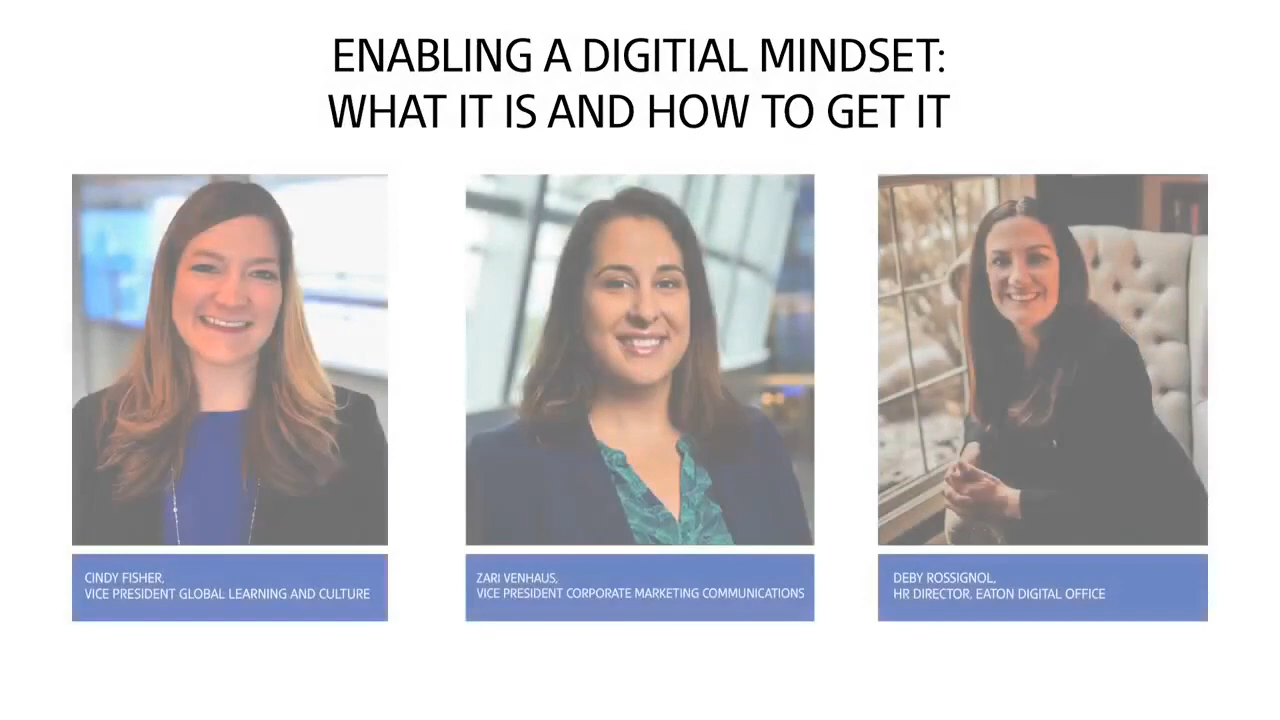 ENABLING A DIGITIAL MINDSET:
WHAT IT IS AND HOW TO GET IT
CINDY FISHER,
VICE PRESIDENT GLOBAL LEARNING AND CULTURE
ZARI VENHAUS,
VICE PRESIDENT CORPORATE MARKETING COMMUNICATIONS
DEBY ROSSIGNOL,
HR DIRECTOR, EATON DIGITAL OFFICE